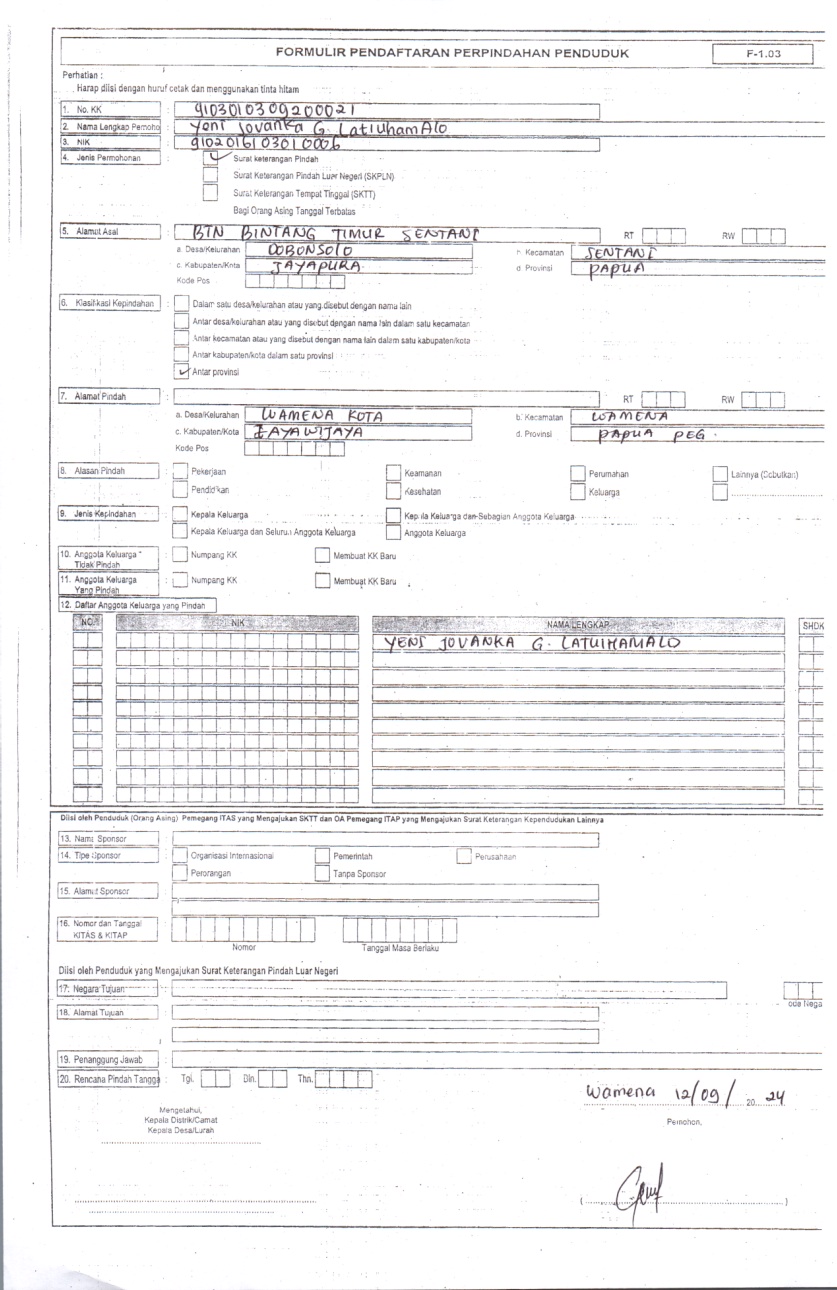 FORMULIR PENDAFTARAN PERPINDAHAN PENDUDUK
F-1.03
Perhatian :
Harap diisi dengan huruf cetak dan menggunakan tinta hitam
1. No. KK : 9103010309200021
2. Nama Lengkap Pemoho : Yeni Jovanka G. LatiuhamAlo
3. NIK : 9102016103010006
4. Jenis Permohonan : Surat keterangan Pindah
Surat Keterangan Pindah Luar Negeri (SKPLN)
Surat Keterangan Tempat Tinggal (SKTT)
Bagi Orang Asing Tanggal Terbatas
5. Alamat Asal : BTN BINTANG TIMUR SENTANI RT RW
a. Desa/Kelurahan DOBONSOLO b. Kecamatan SENTANI
c. Kabupaten/Kota JAYAPURA d. Provinsi PAPUA
Kode Pos
6. Klasifikasi Kepindahan : Dalam satu desa/kelurahan atau yang disebut dengan nama lain
Antar desa/kelurahan atau yang disebut dengan nama lain dalam satu kecamatan
Antar kecamatan atau yang disebut dengan nama lain dalam satu kabupaten/kota
Antar kabupaten/kota dalam satu provinsi
Antar provinsi
7. Alamat Pindah : RT RW
a. Desa/Kelurahan WAMENA KOTA b. Kecamatan WAMENA
c. Kabupaten/Kota JAYAWIJAYA d. Provinsi PAPUA PEG.
Kode Pos
8. Alasan Pindah : Pekerjaan Keamanan Perumahan Lainnya (Sebutkan)
Pendidikan Kesehatan Keluarga
9. Jenis Kepindahan : Kepala Keluarga Kepala Keluarga dan Sebagian Anggota Keluarga
Kepala Keluarga dan Seluruh Anggota Keluarga Anggota Keluarga
10. Anggota Keluarga : Numpang KK Membuat KK Baru
Tidak Pindah
11. Anggota Keluarga : Numpang KK Membuat KK Baru
Yang Pindah
12. Daftar Anggota Keluarga yang Pindah
NO. NIK NAMA LENGKAP SHDK
YENI JOVANKA G. LATUIHAMALO
Diisi oleh Penduduk (Orang Asing) Pemegang ITAS yang Mengajukan SKTT dan OA Pemegang ITAP yang Mengajukan Surat Keterangan Kependudukan Lainnya
13. Nama Sponsor :
14. Tipe Sponsor : Organisasi Internasional Pemerintah Perusahaan
Perorangan Tanpa Sponsor
15. Alamat Sponsor :
16. Nomor dan Tanggal :
KITAS & KITAP
Nomor Tanggal Masa Berlaku
Diisi oleh Penduduk yang Mengajukan Surat Keterangan Pindah Luar Negeri
17. Negara Tujuan :
ode Nega
18. Alamat Tujuan :
19. Penanggung Jawab :
20. Rencana Pindah Tangga : Tgl. Bln. Thn.
Wamena 12/09/ 20 24
Mengetahui,
Kepala Distrik/Camat
Kepala Desa/Lurah
Pemohon,